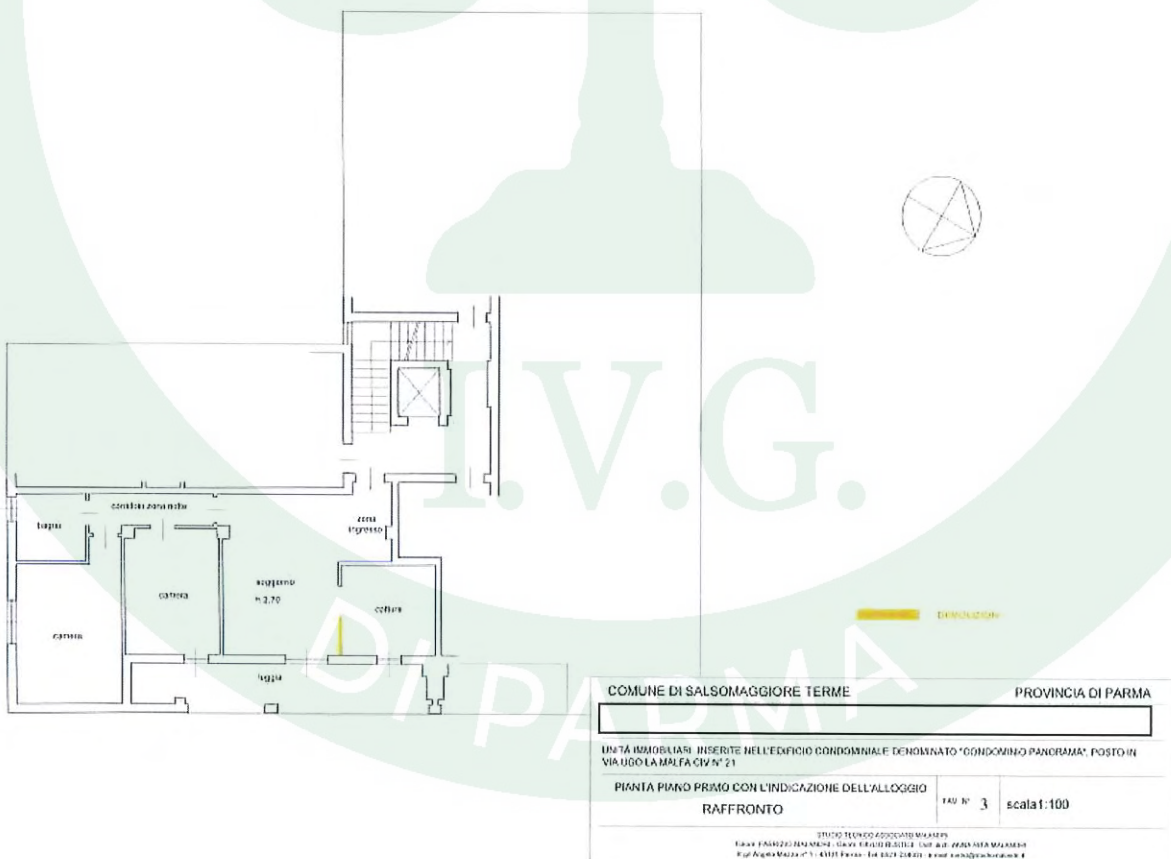 I.V.G.
DI PARMA
corridoio zona notte
bagno
zona
ingresso
soggiorno
H.2,70
camera
cottura
camera
loggia
DEMOLIZIONI
COMUNE DI SALSOMAGGIORE TERME PROVINCIA DI PARMA
UNITÀ IMMOBILIARI INSERITE NELL'EDIFICIO CONDOMINIALE DENOMINATO "CONDOMINIO PANORAMA", POSTO IN
VIA UGO LA MALFA CIV N° 21
PIANTA PIANO PRIMO CON L'INDICAZIONE DELL'ALLOGGIO
RAFFRONTO
TAV N° 3 scala1:100
STUDIO TECNICO ASSOCIATO MALANDRI